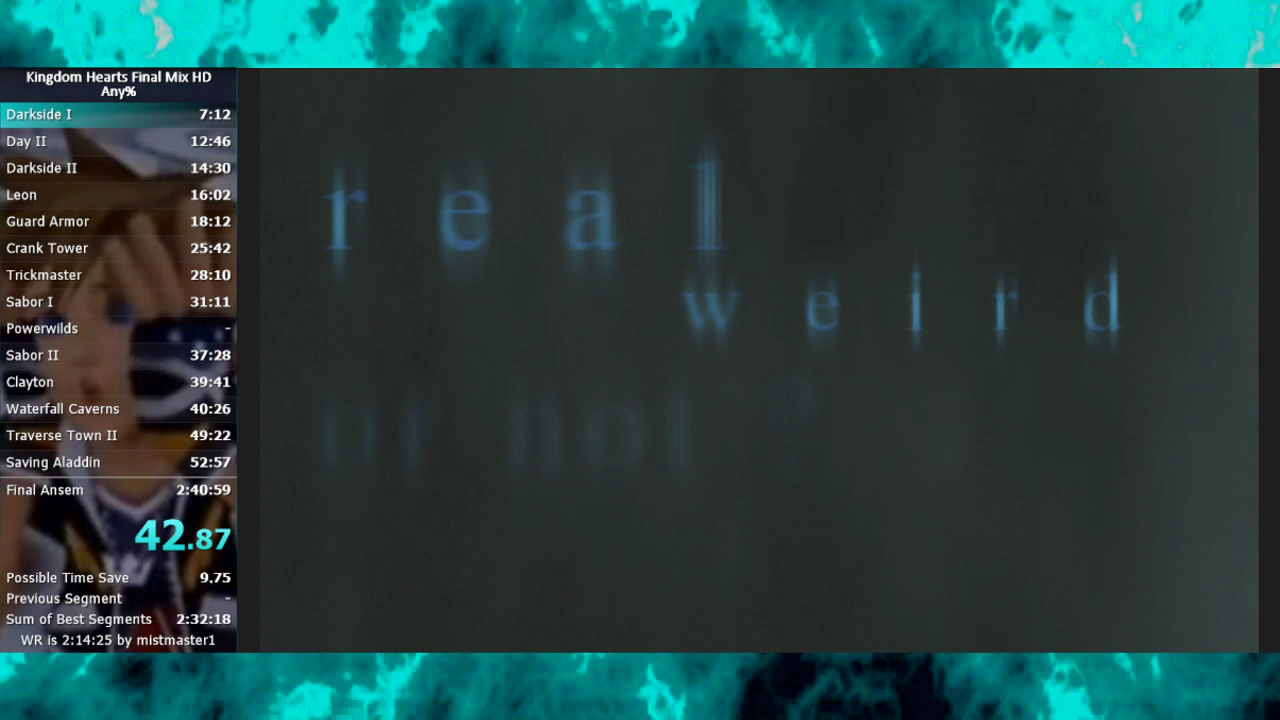 Kingdom Hearts Final Mix HD
Any%
Darkside I 7:12
Day II 12:46
Darkside II 14:30
Leon 16:02
Guard Armor 18:12
Crank Tower 25:42
Trickmaster 28:10
Sabor I 31:11
Powerwilds -
Sabor II 37:28
Clayton 39:41
Waterfall Caverns 40:26
Traverse Town II 49:22
Saving Aladdin 52:57
Final Ansem 2:40:59
42.87
Possible Time Save 9.75
Previous Segment -
Sum of Best Segments 2:32:18
WR is 2:14:25 by mistmaster1
real
weird
or not